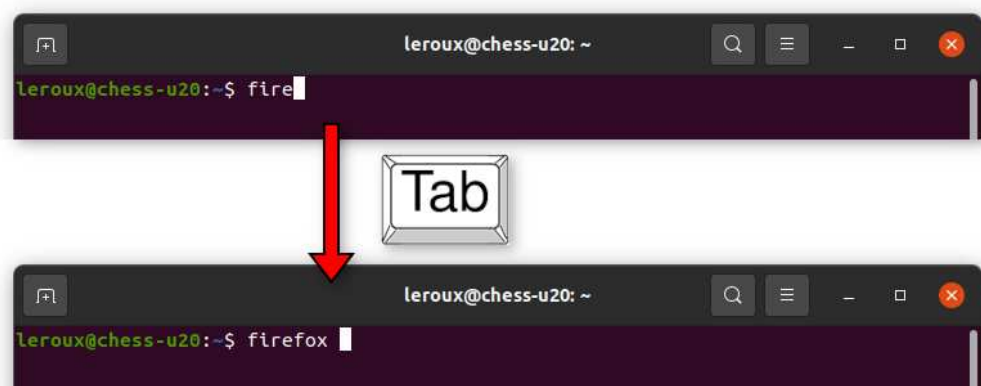 leroux@chess-u20: ~
leroux@chess-u20:~$ fire
Tab
leroux@chess-u20: ~
leroux@chess-u20:~$ firefox